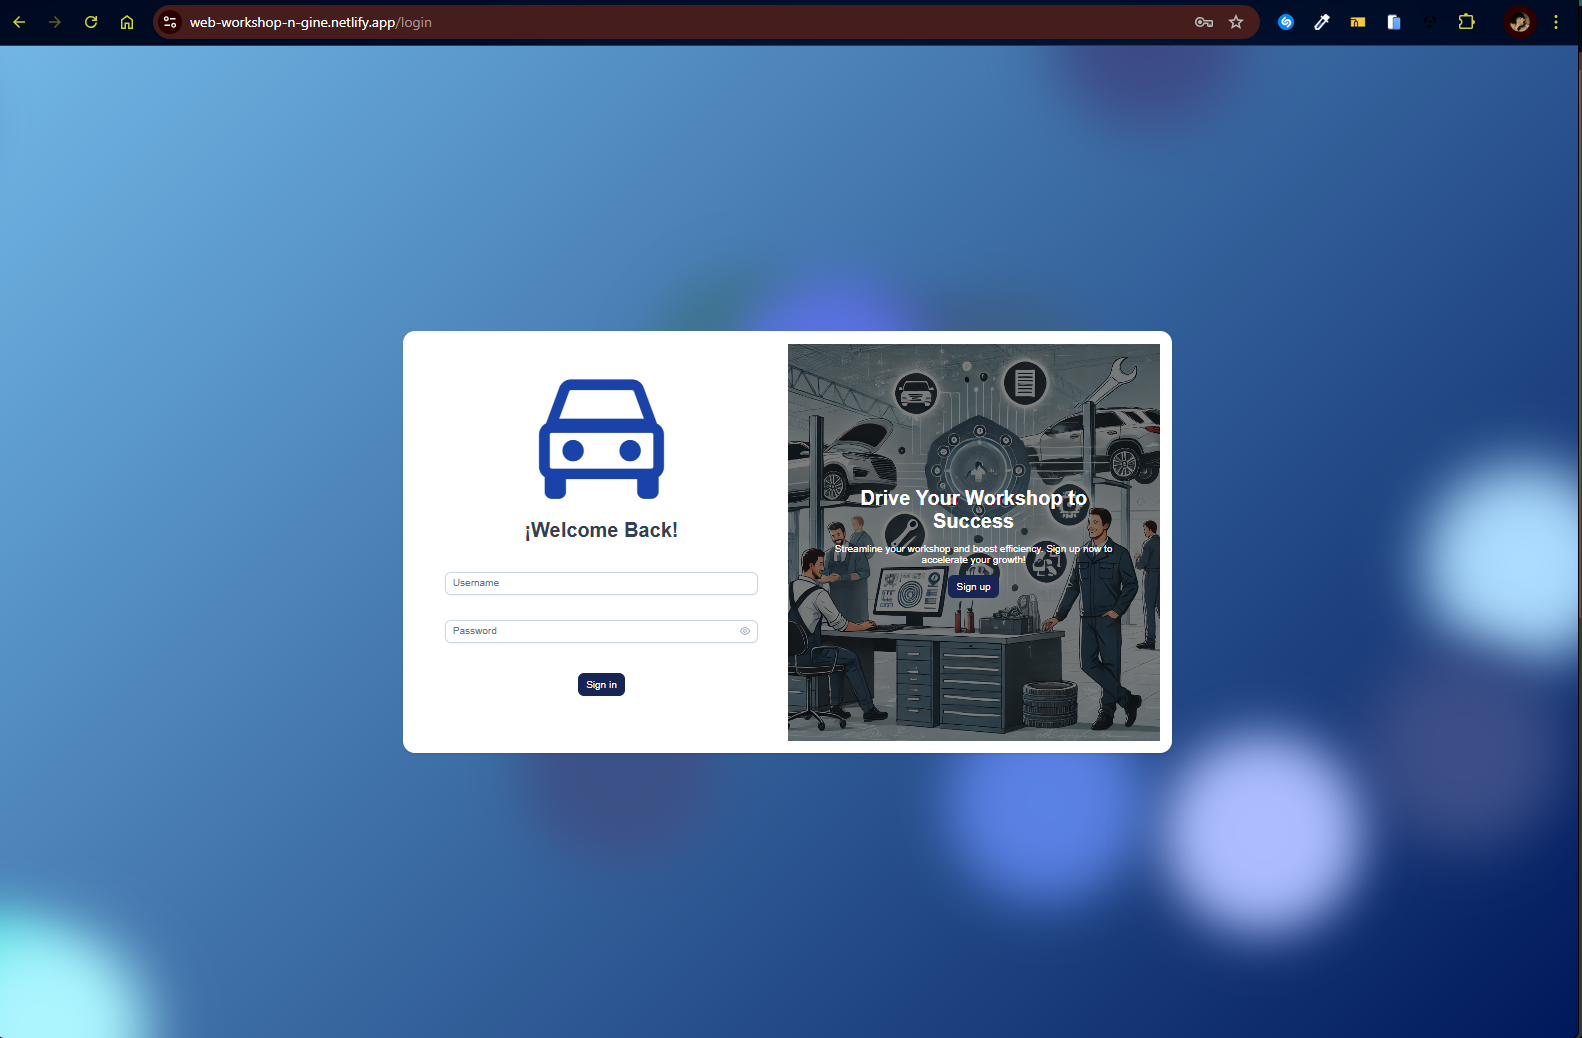 web-workshop-n-gine.netlify.app/login
¡Welcome Back!
Username
Password
Sign in
Drive Your Workshop to
Success
Streamline your workshop and boost efficiency. Sign up now to
accelerate your growth!
Sign up